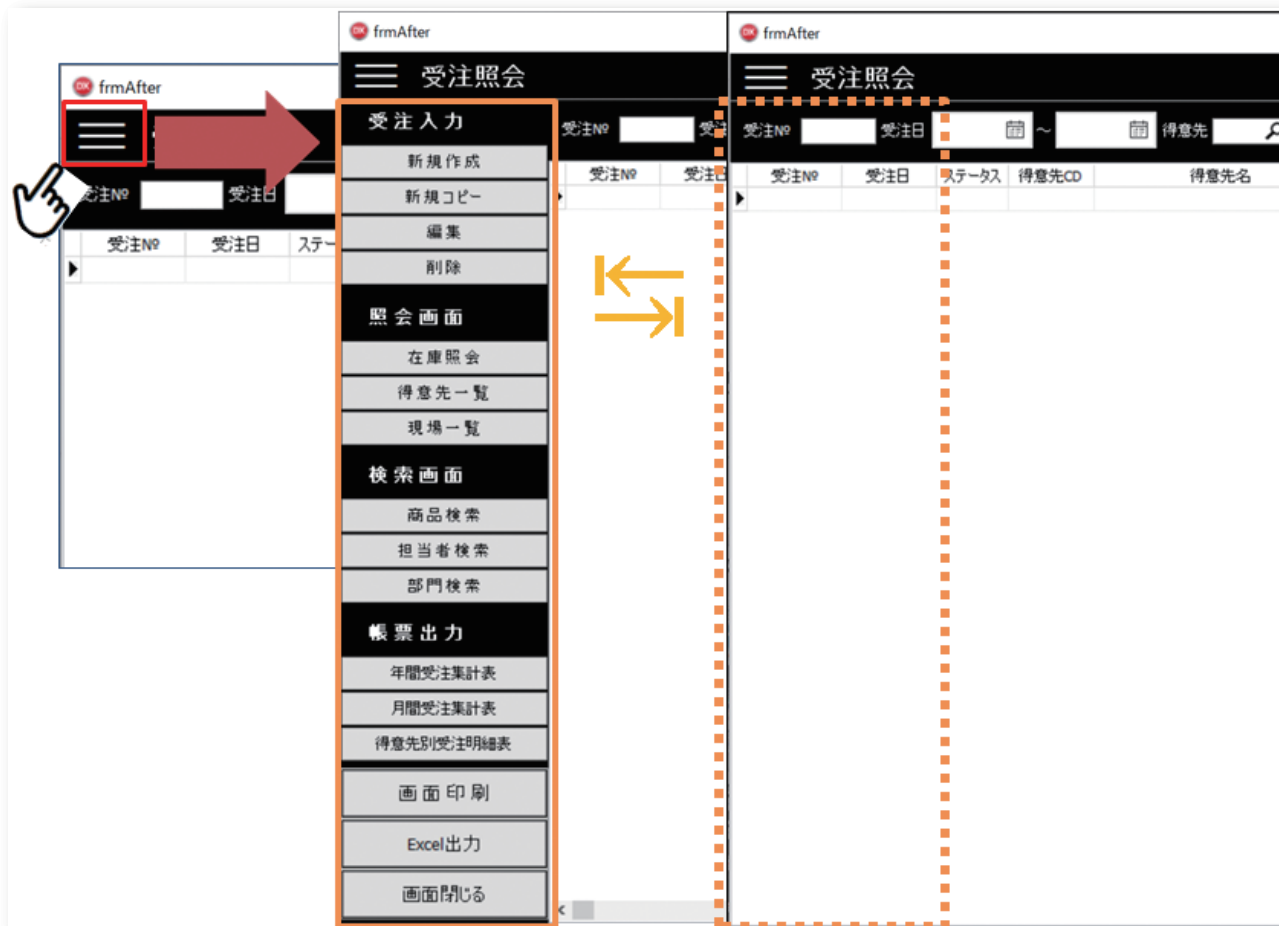 frmAfter
受注№ 受注日
受注№ 受注日 ステー
frmAfter
受注照会
受注入力
新規作成
新規コピー
編集
削除
照会画面
在庫照会
得意先一覧
現場一覧
検索画面
商品検索
担当者検索
部門検索
帳票出力
年間受注集計表
月間受注集計表
得意先別受注明細表
画面印刷
Excel出力
画面閉じる
受注№ 受注
受注№ 受注日
frmAfter
受注照会
受注№ 受注日 ～ 得意先
受注№ 受注日 ステータス 得意先CD 得意先名